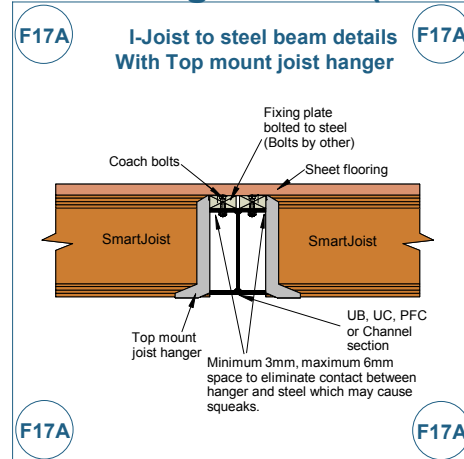 F17A
I-Joist to steel beam details
With Top mount joist hanger
F17A
Fixing plate
bolted to steel
(Bolts by other)
Coach bolts
Sheet flooring
SmartJoist
SmartJoist
UB, UC, PFC
or Channel
section
Top mount
joist hanger
Minimum 3mm, maximum 6mm
space to eliminate contact between
hanger and steel which may cause
squeaks.
F17A
F17A